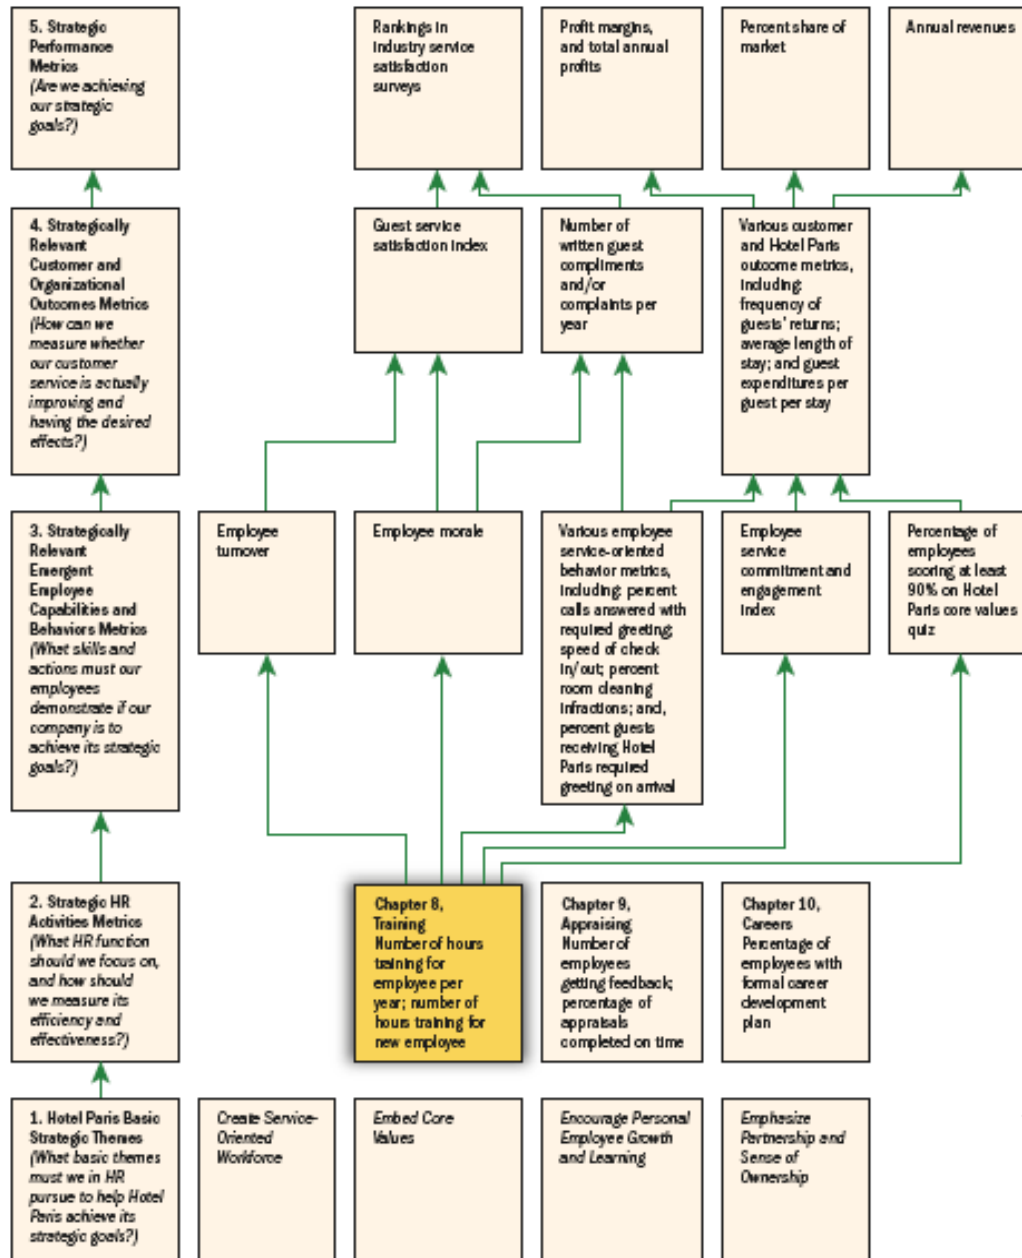 5. Strategic
Performance
Metrics
(Are we achieving
our strategic
goals?)
Rankings in
industry service
satisfaction
surveys
Profit margins,
and total annual
profits
Percent share of
market
Annual revenues
4. Strategically
Relevant
Customer and
Organizational
Outcomes Metrics
(How can we
measure whether
our customer
service is actually
improving and
having the desired
effects?)
Guest service
satisfaction index
Number of
written guest
compliments
and/or
complaints per
year
Various customer
and Hotel Paris
outcome metrics,
including:
frequency of
guests' returns;
average length of
stay; and guest
expenditures per
guest per stay
3. Strategically
Relevant
Emergent
Employee
Capabilities and
Behaviors Metrics
(What skills and
actions must our
employees
demonstrate if our
company is to
achieve its strategic
goals?)
Employee
turnover
Employee morale
Various employee
service-oriented
behavior metrics,
including: percent
calls answered with
required greeting;
speed of check
in/out; percent
room cleaning
infractions; and,
percent guests
receiving Hotel
Paris required
greeting on arrival
Employee
service
commitment and
engagement
index
Percentage of
employees
scoring at least
90% on Hotel
Paris core values
quiz
2. Strategic HR
Activities Metrics
(What HR function
should we focus on,
and how should
we measure its
efficiency and
effectiveness?)
Chapter 8,
Training
Number of hours
training for
employee per
year; number of
hours training for
new employee
Chapter 9,
Appraising
Number of
employees
getting feedback;
percentage of
appraisals
completed on time
Chapter 10,
Careers
Percentage of
employees with
formal career
development
plan
1. Hotel Paris Basic
Strategic Themes
(What basic themes
must we in HR
pursue to help Hotel
Paris achieve its
strategic goals?)
Create Service-
Oriented
Workforce
Embed Core
Values
Encourage Personal
Employee Growth
and Learning
Emphasize
Partnership and
Sense of
Ownership